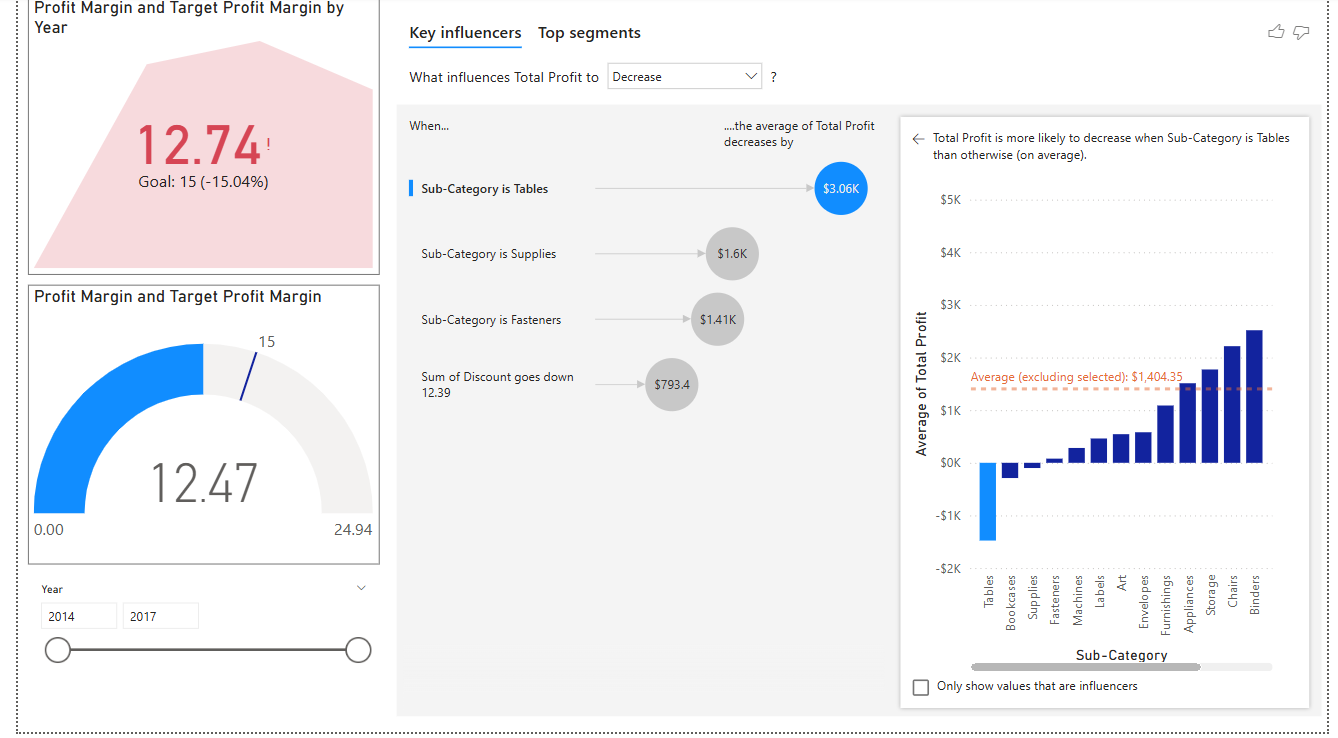 Profit Margin and Target Profit Margin by
Year
12.74!
Goal: 15 (-15.04%)
Profit Margin and Target Profit Margin
15
12.47
0.00
24.94
Year
2014
2017
Key influencers
Top segments
What influences Total Profit to
Decrease
?
When...
....the average of Total Profit
decreases by
Sub-Category is Tables
$3.06K
Sub-Category is Supplies
$1.6K
Sub-Category is Fasteners
$1.41K
Sum of Discount goes down
12.39
$793.4
Total Profit is more likely to decrease when Sub-Category is Tables
than otherwise (on average).
Average of Total Profit
$5K
$4K
$3K
$2K
Average (excluding selected): $1,404.35
$1K
$0K
-$1K
-$2K
Tables
Bookcases
Supplies
Fasteners
Machines
Labels
Art
Envelopes
Furnishings
Appliances
Storage
Chairs
Binders
Sub-Category
Only show values that are influencers